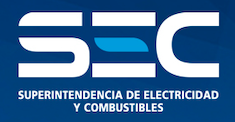 SEC
SUPERINTENDENCIA DE ELECTRICIDAD
Y COMBUSTIBLES